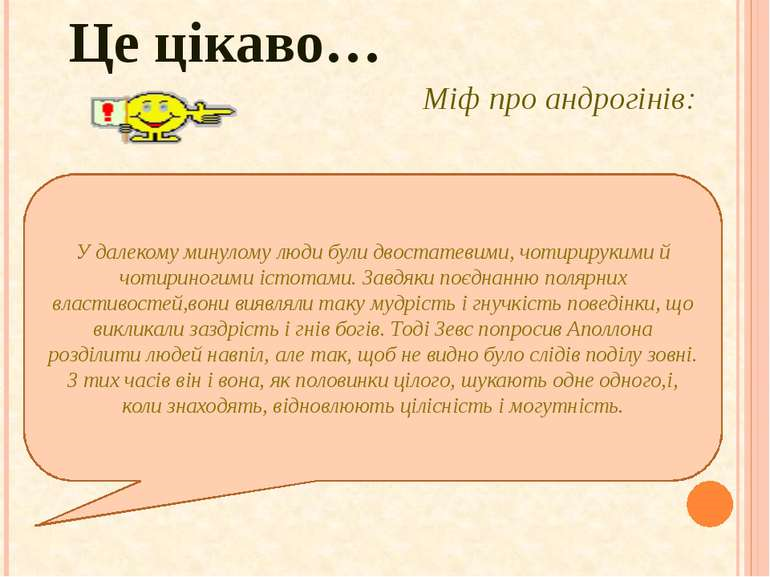 Це цікаво…
Міф про андрогінів:
У далекому минулому люди були двостатевими, чотирирукими й
чотириногими істотами. Завдяки поєднанню полярних
властивостей,вони виявляли таку мудрість і гнучкість поведінки, що
викликали заздрість і гнів богів. Тоді Зевс попросив Аполлона
розділити людей навпіл, але так, щоб не видно було слідів поділу зовні.
З тих часів він і вона, як половинки цілого, шукають одне одного,і,
коли знаходять, відновлюють цілісність і могутність.